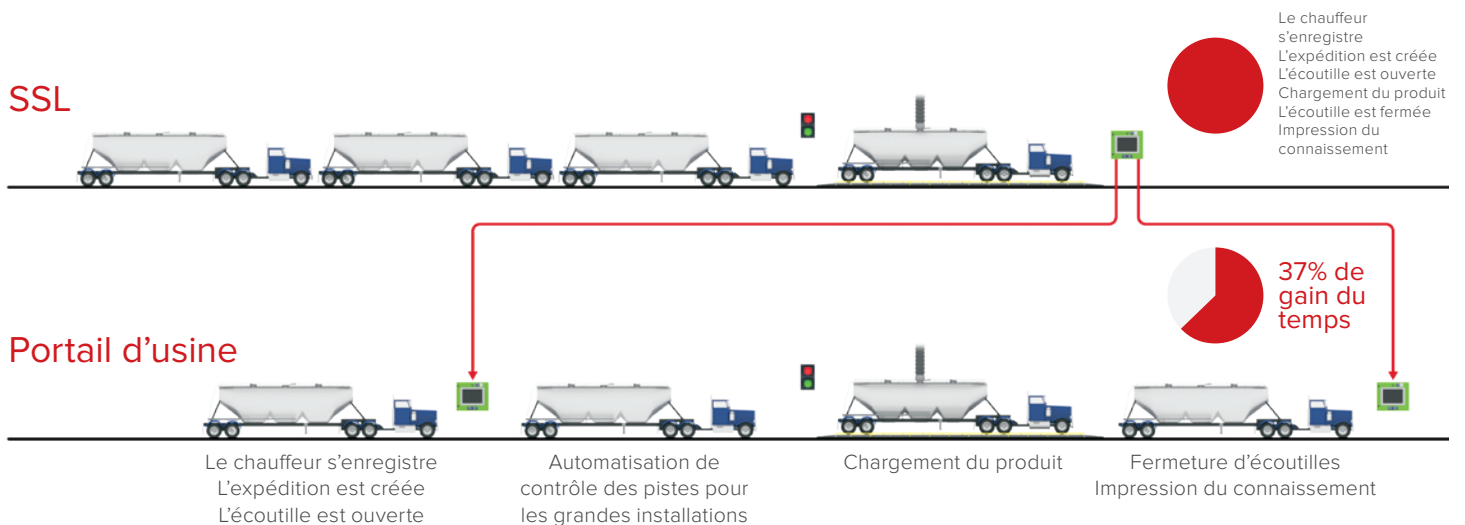 Le chauffeur
s'enregistre
L'expédition est créée
L'écoutille est ouverte
Chargement du produit
L'écoutille est fermée
Impression du
connaissement
SSL
37% de
gain du
temps
Portail d'usine
Le chauffeur s'enregistre
L'expédition est créée
L'écoutille est ouverte
Automatisation de
contrôle des pistes pour
les grandes installations
Chargement du produit
Fermeture d'écoutilles
Impression du connaissement